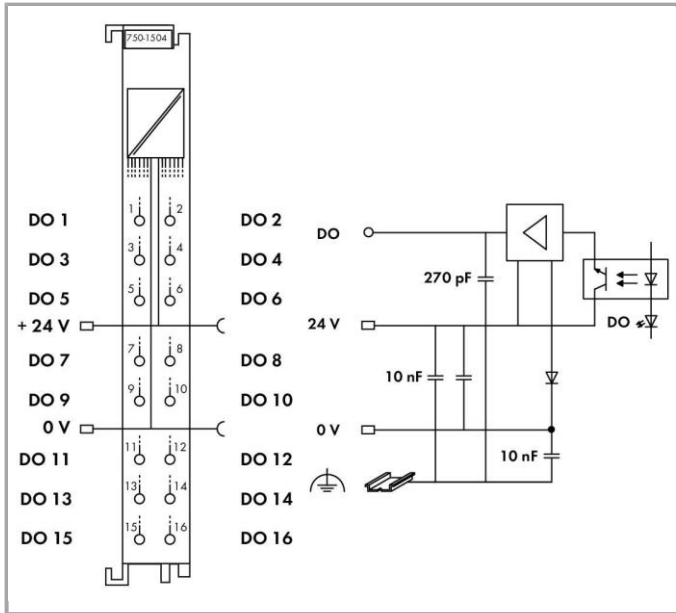 750-1504
1 2
DO 1 DO 2
3 4
DO 3 DO 4
5 6
DO 5 DO 6
+ 24 V
7 8
DO 7 DO 8
9 10
DO 9 DO 10
0 V
11 12
DO 11 DO 12
13 14
DO 13 DO 14
15 16
DO 15 DO 16
DO
270 pF
24 V
DO
10 nF
0 V
10 nF